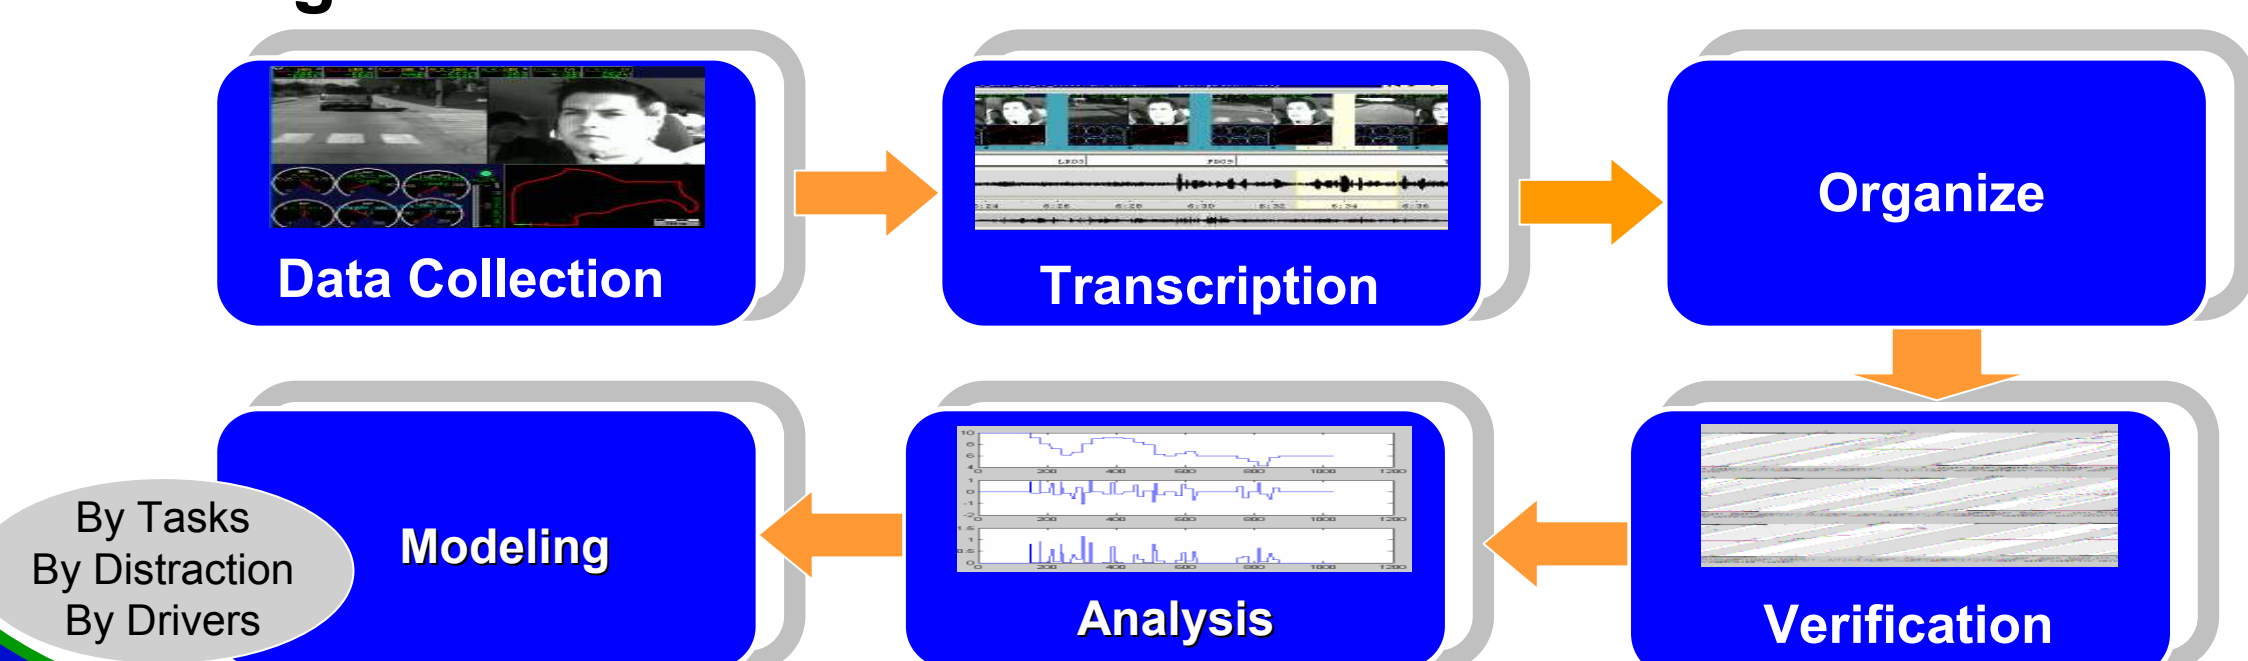 Data Collection
Transcription
Organize
By Tasks
By Distraction
By Drivers
Modeling
Analysis
Verification